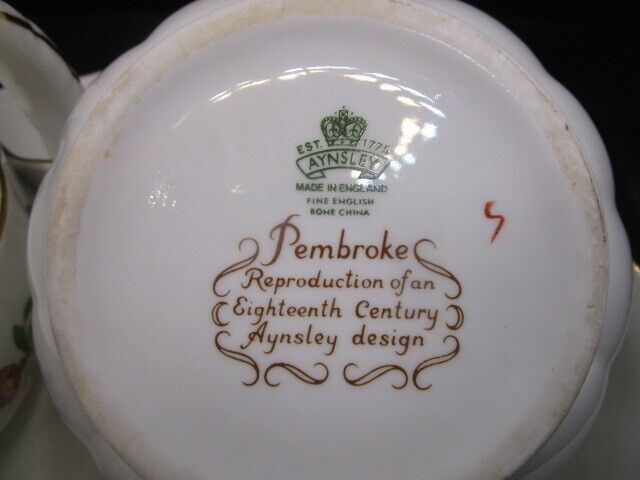 EST. 1775
AYNSLEY
MADE IN ENGLAND
FINE ENGLISH
BONE CHINA
Pembroke
Reproduction of an
Eighteenth Century
Aynsley design